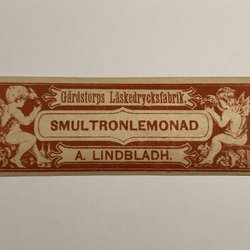 Gårdstorps Läskedrycksfabrik.
SMULTRONLEMONAD
A. LINDBLADH.